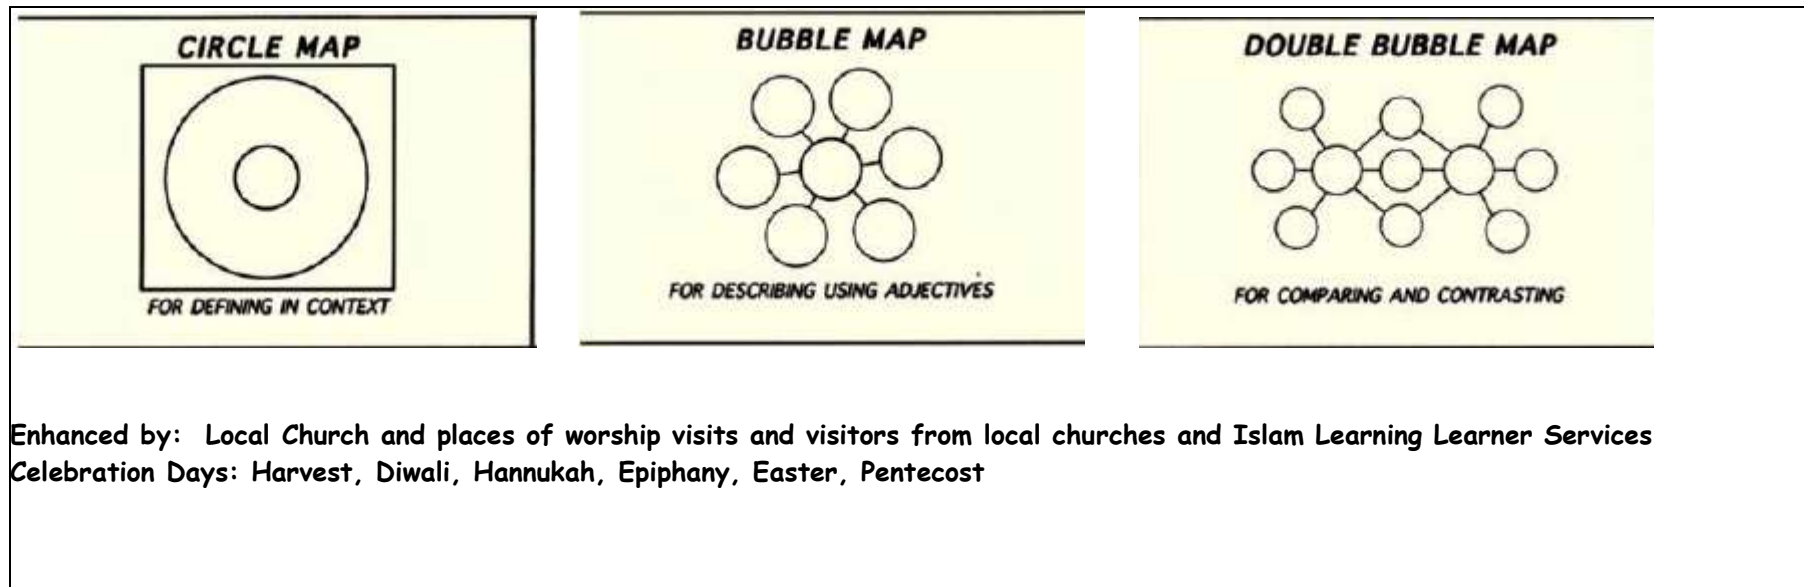 CIRCLE MAP
FOR DEFINING IN CONTEXT
BUBBLE MAP
FOR DESCRIBING USING ADJECTIVES
DOUBLE BUBBLE MAP
FOR COMPARING AND CONTRASTING
Enhanced by: Local Church and places of worship visits and visitors from local churches and Islam Learning Learner Services
Celebration Days: Harvest, Diwali, Hannukah, Epiphany, Easter, Pentecost